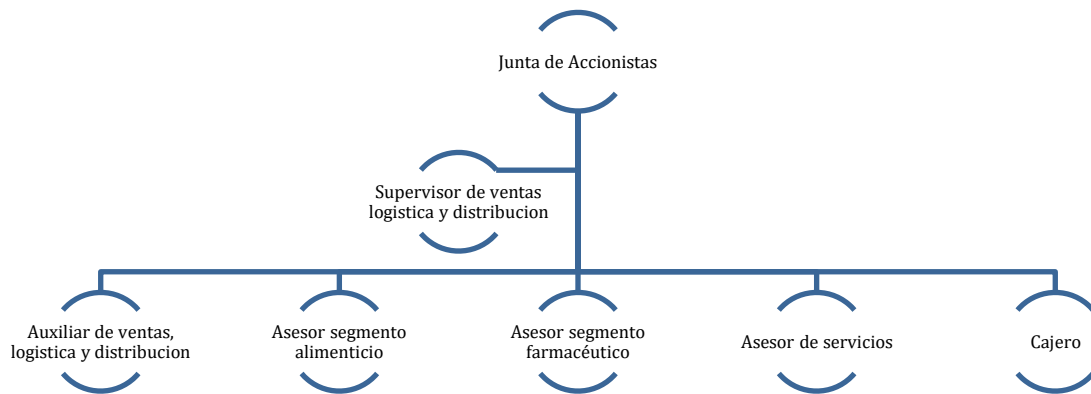 Junta de Accionistas
Supervisor de ventas
logistica y distribucion
Auxiliar de ventas,
logistica y distribucion
Asesor segmento
alimenticio
Asesor segmento
farmacéutico
Asesor de servicios
Cajero